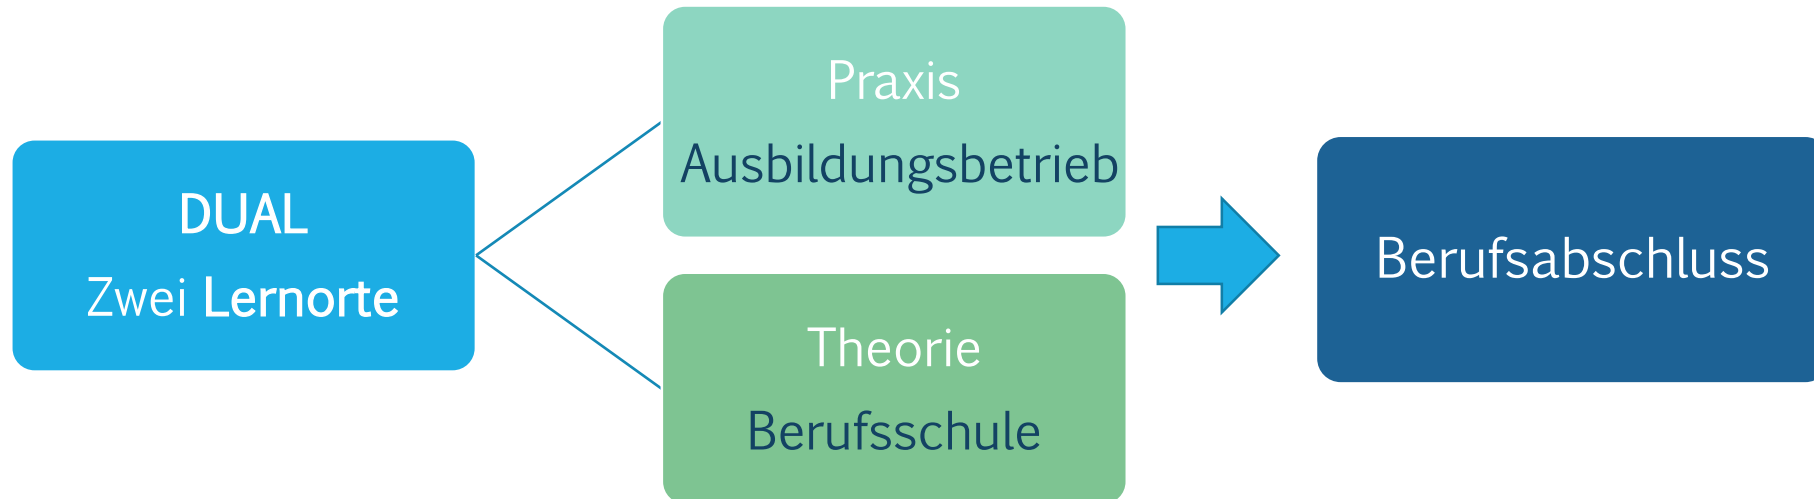 DUAL
Zwei Lernorte
Praxis
Ausbildungsbetrieb
Theorie
Berufsschule
Berufsabschluss